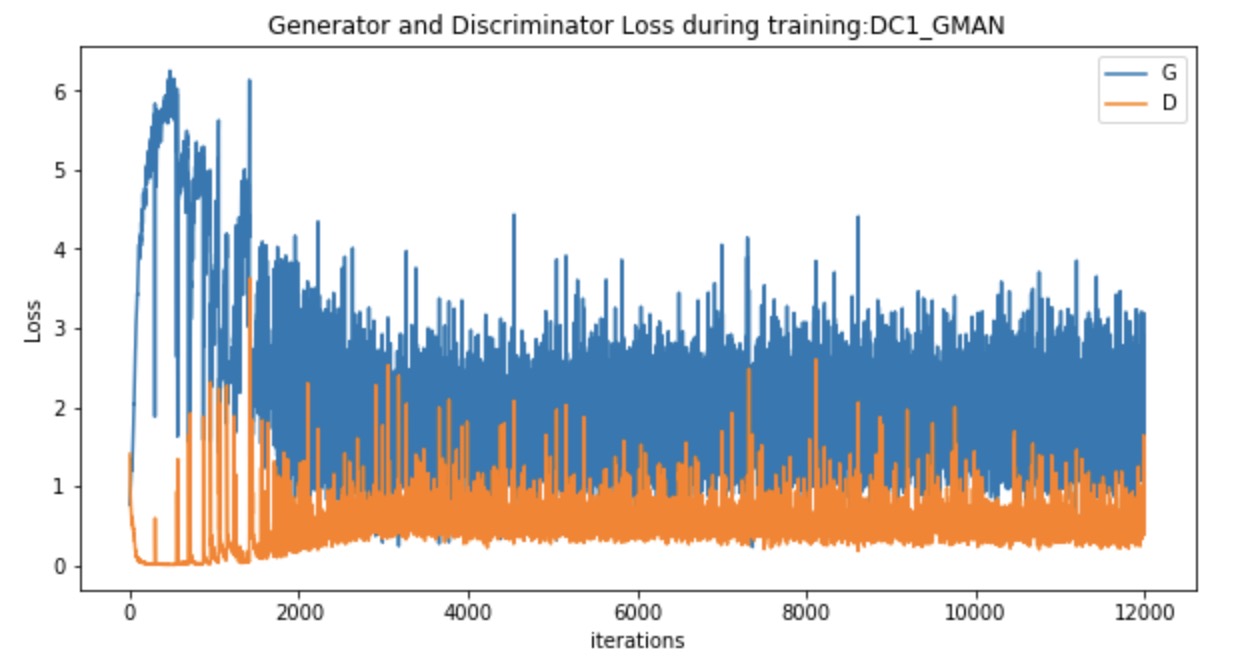 Generator and Discriminator Loss during training:DC1_GMAN
G
D
6
5
4
3
2
1
0
Loss
0 2000 4000 6000 8000 10000 12000
iterations